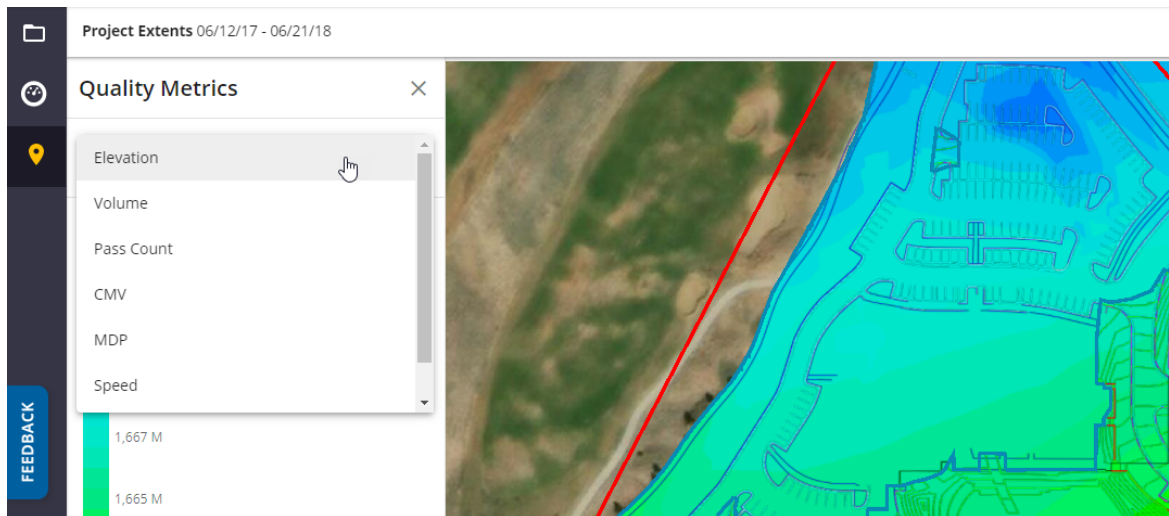 Project Extents 06/12/17 - 06/21/18
Quality Metrics
Elevation
Volume
Pass Count
CMV
MDP
Speed
FEEDBACK
1,667 M
1,665 M